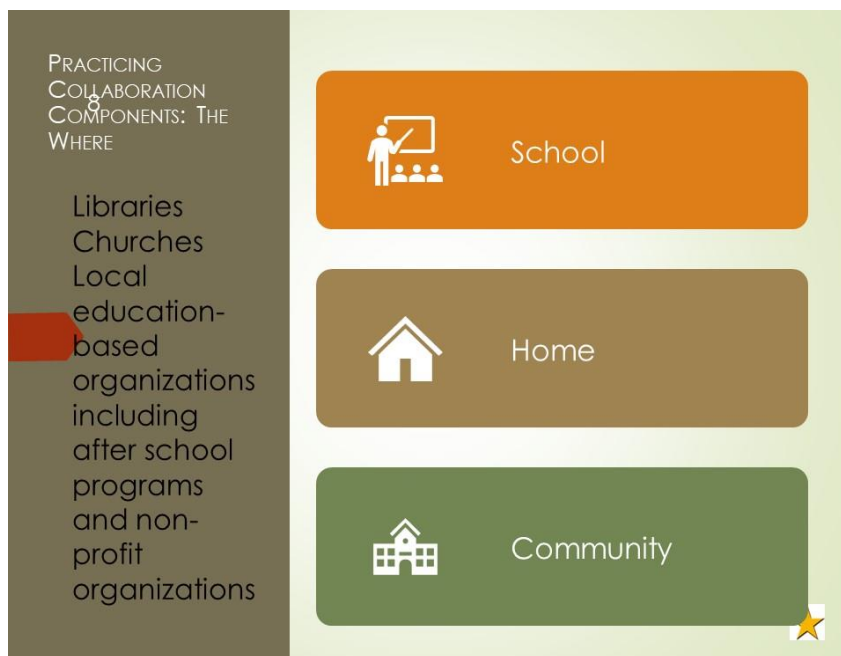 Practicing
Collaboration
Components: The
Where
8
Libraries
Churches
Local
education-
based
organizations
including
after school
programs
and non-
profit
organizations
School
Home
Community